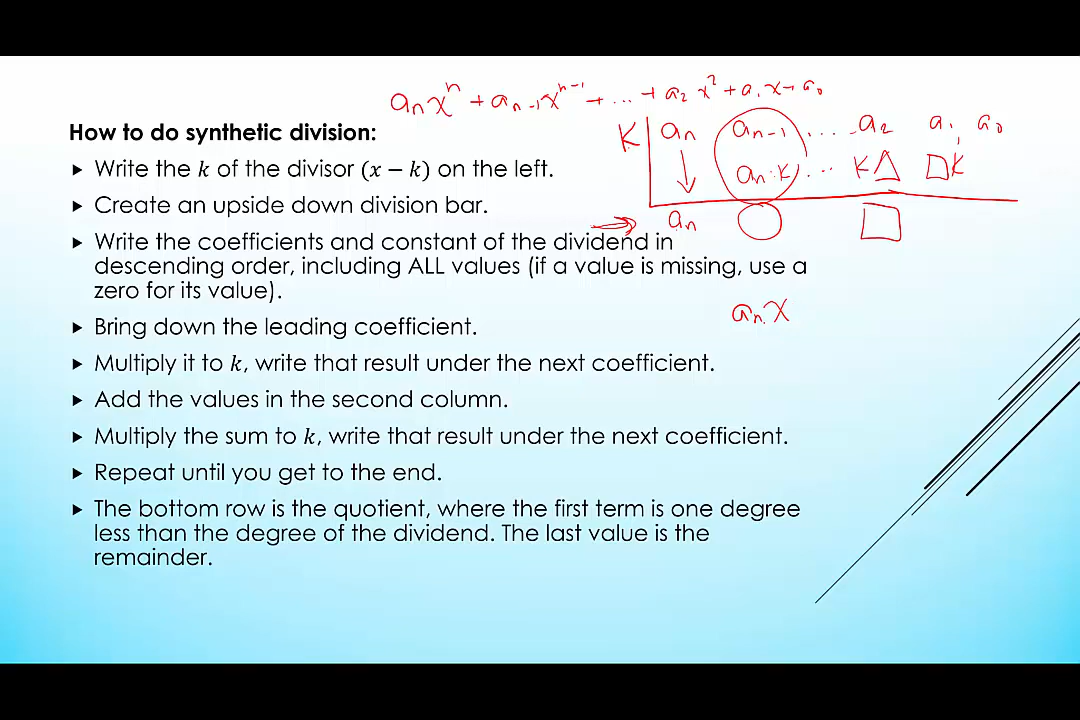 aₙxⁿ + aₙ₋₁xⁿ⁻¹ + ... + a₂x² + a₁x + a₀
How to do synthetic division:
K aₙ aₙ₋₁ ... a₂ a₁ a₀
Write the k of the divisor (x − k) on the left.
aₙ·K ... K△ □K
Create an upside down division bar.
aₙ
Write the coefficients and constant of the dividend in
descending order, including ALL values (if a value is missing, use a
zero for its value).
aₙ x
Bring down the leading coefficient.
Multiply it to k, write that result under the next coefficient.
Add the values in the second column.
Multiply the sum to k, write that result under the next coefficient.
Repeat until you get to the end.
The bottom row is the quotient, where the first term is one degree
less than the degree of the dividend. The last value is the
remainder.